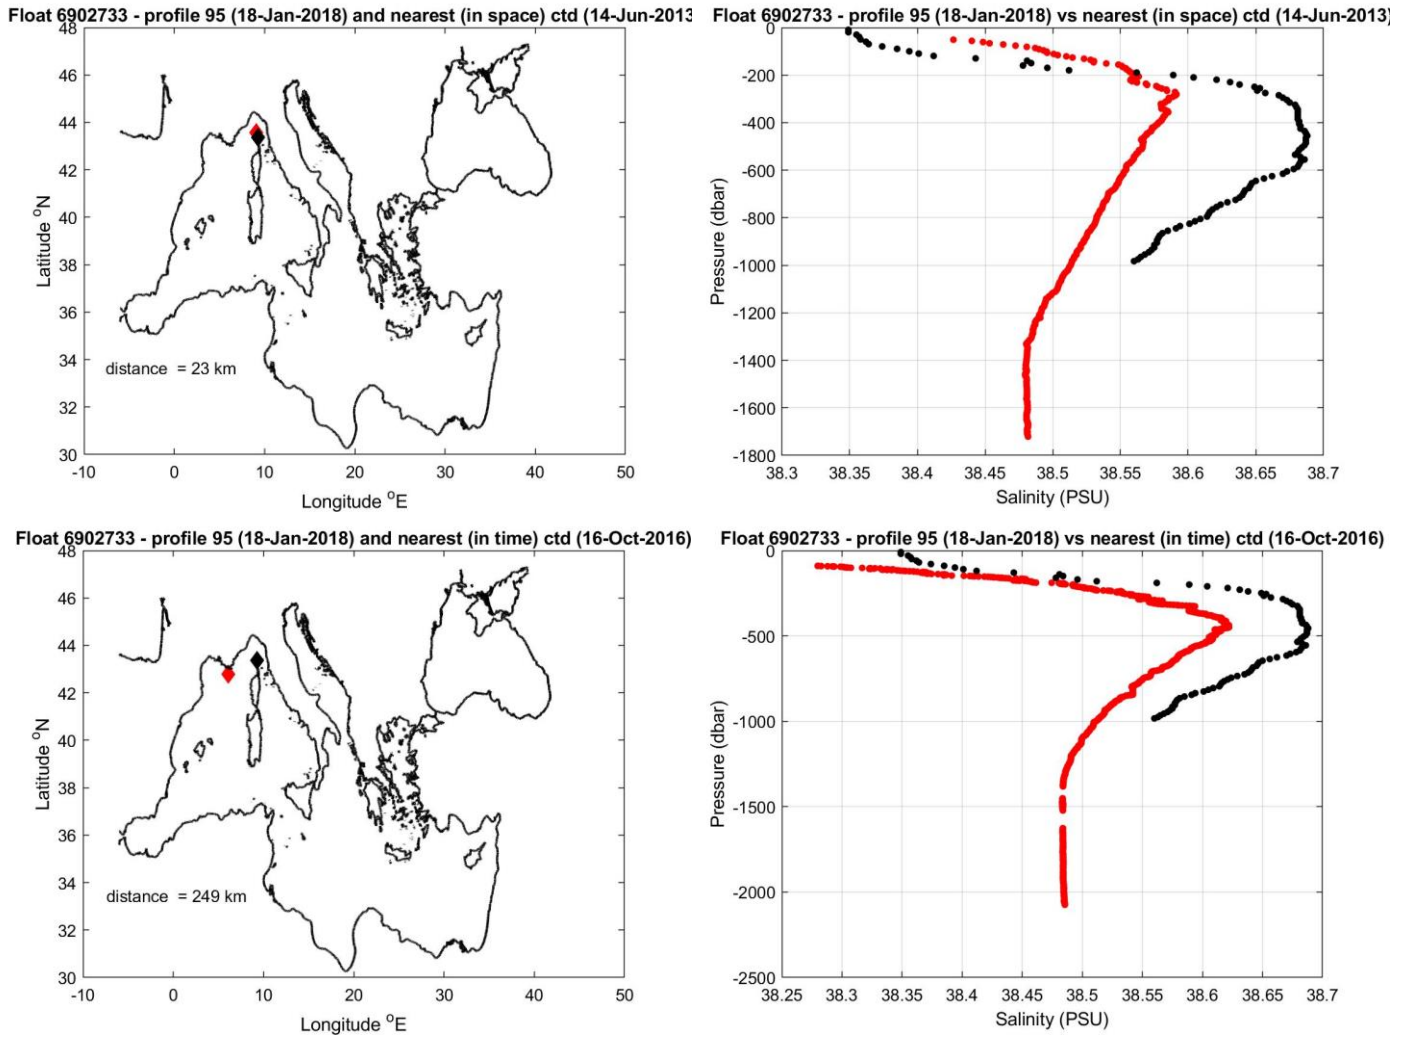 Float 6902733 - profile 95 (18-Jan-2018) and nearest (in space) ctd (14-Jun-2013
48
46
44
42
40
38
36
34
32
30
Latitude °N
distance = 23 km
-10 0 10 20 30 40 50
Longitude °E
Float 6902733 - profile 95 (18-Jan-2018) vs nearest (in space) ctd (14-Jun-2013)
0
-200
-400
-600
-800
-1000
-1200
-1400
-1600
-1800
Pressure (dbar)
38.3 38.35 38.4 38.45 38.5 38.55 38.6 38.65 38.7
Salinity (PSU)
Float 6902733 - profile 95 (18-Jan-2018) and nearest (in time) ctd (16-Oct-2016)
48
46
44
42
40
38
36
34
32
30
Latitude °N
distance = 249 km
-10 0 10 20 30 40 50
Longitude °E
Float 6902733 - profile 95 (18-Jan-2018) vs nearest (in time) ctd (16-Oct-2016)
0
-500
-1000
-1500
-2000
-2500
Pressure (dbar)
38.25 38.3 38.35 38.4 38.45 38.5 38.55 38.6 38.65 38.7
Salinity (PSU)